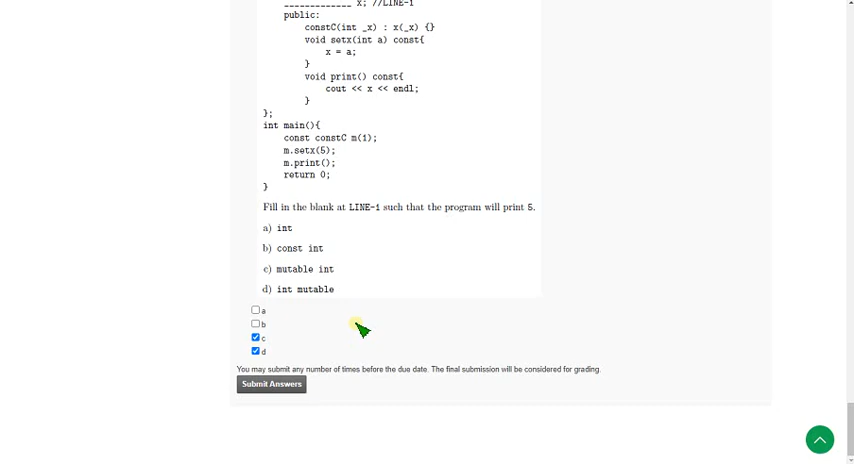 _____________ x; //LINE-1
public:
constC(int _x) : x(_x) {}
void setx(int a) const{
x = a;
}
void print() const{
cout << x << endl;
}
};
int main(){
const constC m(1);
m.setx(5);
m.print();
return 0;
}
Fill in the blank at LINE-1 such that the program will print 5.
a) int
b) const int
c) mutable int
d) int mutable
a
b
c
d
You may submit any number of times before the due date. The final submission will be considered for grading.
Submit Answers